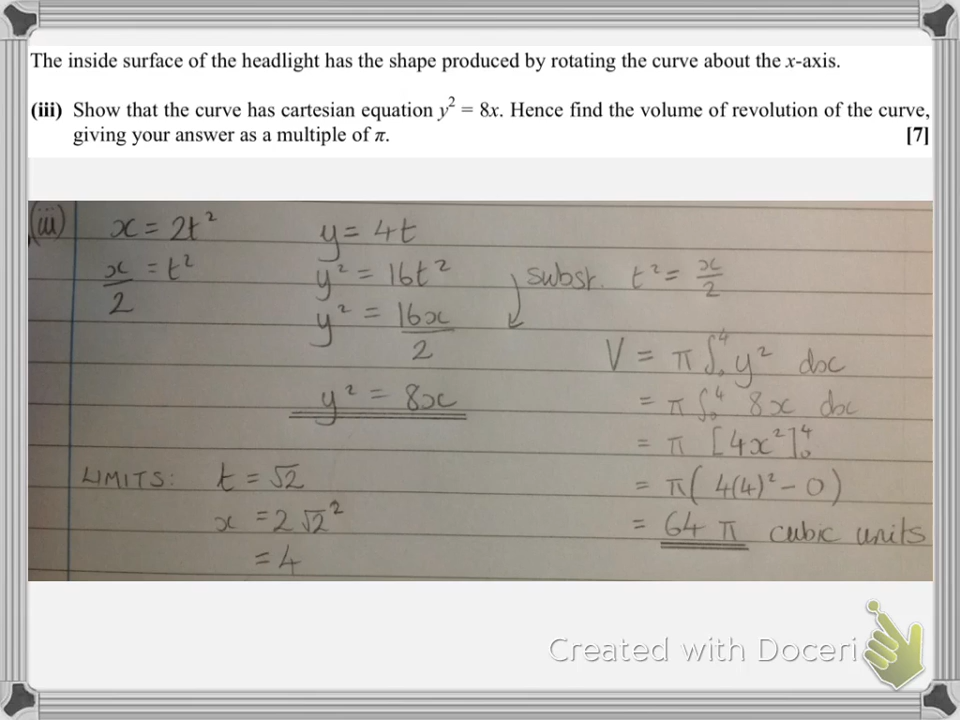 The inside surface of the headlight has the shape produced by rotating the curve about the x-axis.
(iii) Show that the curve has cartesian equation y² = 8x. Hence find the volume of revolution of the curve,
giving your answer as a multiple of π. [7]
(iii) x = 2t²
x/2 = t²
y = 4t
y² = 16t²
subst. t² = x/2
y² = 16x/2
y² = 8x
LIMITS: t = √2
x = 2√2²
= 4
V = π∫₀⁴ y² dx
= π∫₀⁴ 8x dx
= π [4x²]₀⁴
= π( 4(4)² – 0)
= 64 π cubic units
Created with Doceri